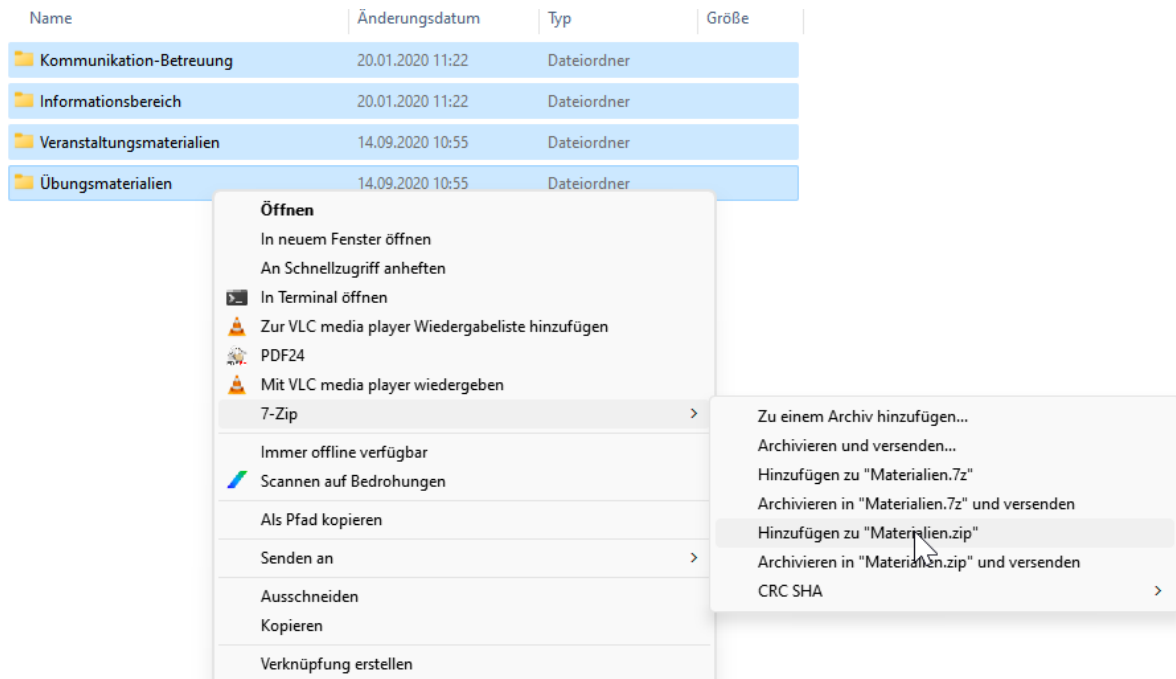 Name Änderungsdatum Typ Größe
Kommunikation-Betreuung 20.01.2020 11:22 Dateiordner
Informationsbereich 20.01.2020 11:22 Dateiordner
Veranstaltungsmaterialien 14.09.2020 10:55 Dateiordner
Übungsmaterialien 14.09.2020 10:55 Dateiordner
Öffnen
In neuem Fenster öffnen
An Schnellzugriff anheften
In Terminal öffnen
Zur VLC media player Wiedergabeliste hinzufügen
PDF24
Mit VLC media player wiedergeben
7-Zip
Immer offline verfügbar
Scannen auf Bedrohungen
Als Pfad kopieren
Senden an
Ausschneiden
Kopieren
Verknüpfung erstellen
Zu einem Archiv hinzufügen...
Archivieren und versenden...
Hinzufügen zu "Materialien.7z"
Archivieren in "Materialien.7z" und versenden
Hinzufügen zu "Materialien.zip"
Archivieren in "Materialien.zip" und versenden
CRC SHA